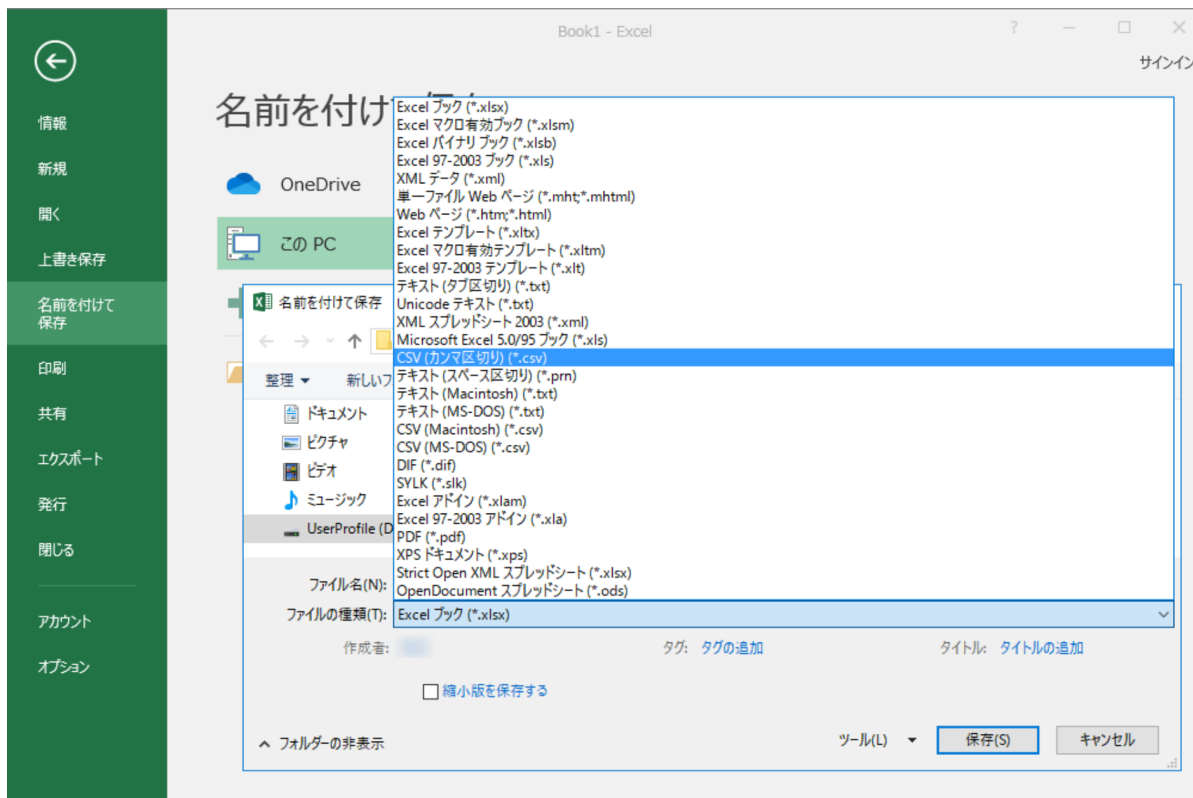 Book1 - Excel
?
サインイン
情報
新規
開く
上書き保存
名前を付けて
保存
印刷
共有
エクスポート
発行
閉じる
アカウント
オプション
名前を付けて
OneDrive
この PC
名前を付けて保存
整理
新しいフ
ドキュメント
ピクチャ
ビデオ
ミュージック
UserProfile (D
Excel ブック (*.xlsx)
Excel マクロ有効ブック (*.xlsm)
Excel バイナリ ブック (*.xlsb)
Excel 97-2003 ブック (*.xls)
XML データ (*.xml)
単一ファイル Web ページ (*.mht;*.mhtml)
Web ページ (*.htm;*.html)
Excel テンプレート (*.xltx)
Excel マクロ有効テンプレート (*.xltm)
Excel 97-2003 テンプレート (*.xlt)
テキスト (タブ区切り) (*.txt)
Unicode テキスト (*.txt)
XML スプレッドシート 2003 (*.xml)
Microsoft Excel 5.0/95 ブック (*.xls)
CSV (カンマ区切り) (*.csv)
テキスト (スペース区切り) (*.prn)
テキスト (Macintosh) (*.txt)
テキスト (MS-DOS) (*.txt)
CSV (Macintosh) (*.csv)
CSV (MS-DOS) (*.csv)
DIF (*.dif)
SYLK (*.slk)
Excel アドイン (*.xlam)
Excel 97-2003 アドイン (*.xla)
PDF (*.pdf)
XPS ドキュメント (*.xps)
Strict Open XML スプレッドシート (*.xlsx)
OpenDocument スプレッドシート (*.ods)
ファイル名(N):
ファイルの種類(T): Excel ブック (*.xlsx)
作成者:
タグ: タグの追加
タイトル: タイトルの追加
縮小版を保存する
フォルダーの非表示
ツール(L)
保存(S)
キャンセル